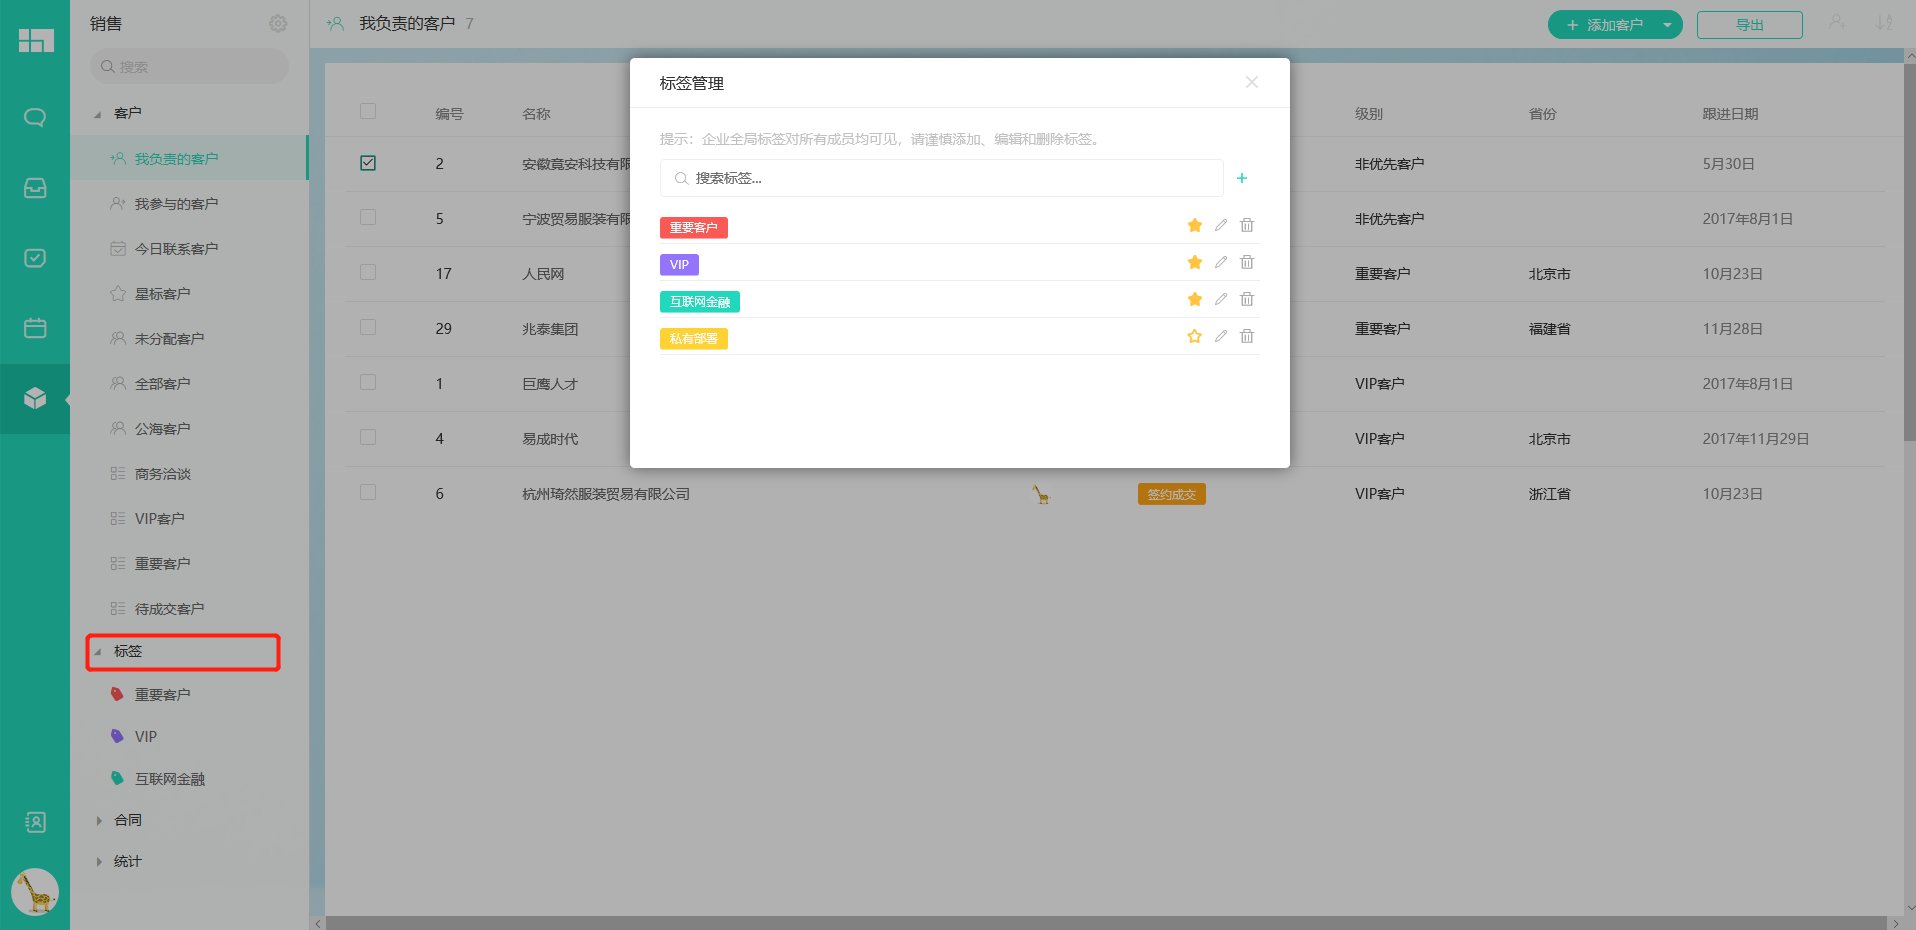 销售
搜索
客户
我负责的客户
我参与的客户
今日联系客户
星标客户
未分配客户
全部客户
公海客户
商务洽谈
VIP客户
重要客户
待成交客户
标签
重要客户
VIP
互联网金融
合同
统计
我负责的客户 7
添加客户
导出
编号 名称 级别 省份 跟进日期
2 安徽竟安科技有限 非优先客户 5月30日
5 宁波贸易服装有限 非优先客户 2017年8月1日
17 人民网 重要客户 北京市 10月23日
29 兆泰集团 重要客户 福建省 11月28日
1 巨鹰人才 VIP客户 2017年8月1日
4 易成时代 VIP客户 北京市 2017年11月29日
6 杭州琦然服装贸易有限公司 签约成交 VIP客户 浙江省 10月23日
标签管理
提示：企业全局标签对所有成员均可见，请谨慎添加、编辑和删除标签。
搜索标签...
重要客户
VIP
互联网金融
私有部署